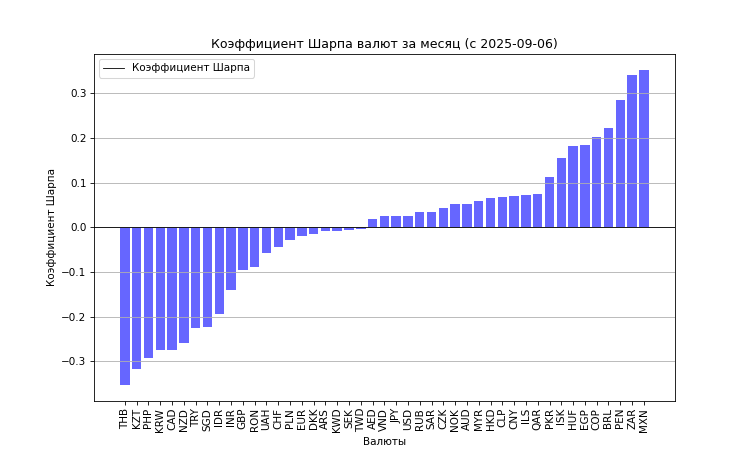 Коэффициент Шарпа валют за месяц (с 2025-09-06)
Коэффициент Шарпа
Коэффициент Шарпа
0.3
0.2
0.1
0.0
−0.1
−0.2
−0.3
THB KZT PHP KRW CAD NZD TRY SGD IDR INR GBP RON UAH CHF PLN EUR DKK ARS KWD SEK TWD AED VND JPY USD RUB SAR CZK NOK AUD MYR HKD CLP CNY ILS QAR PKR ISK HUF EGP COP BRL PEN ZAR MXN
Валюты